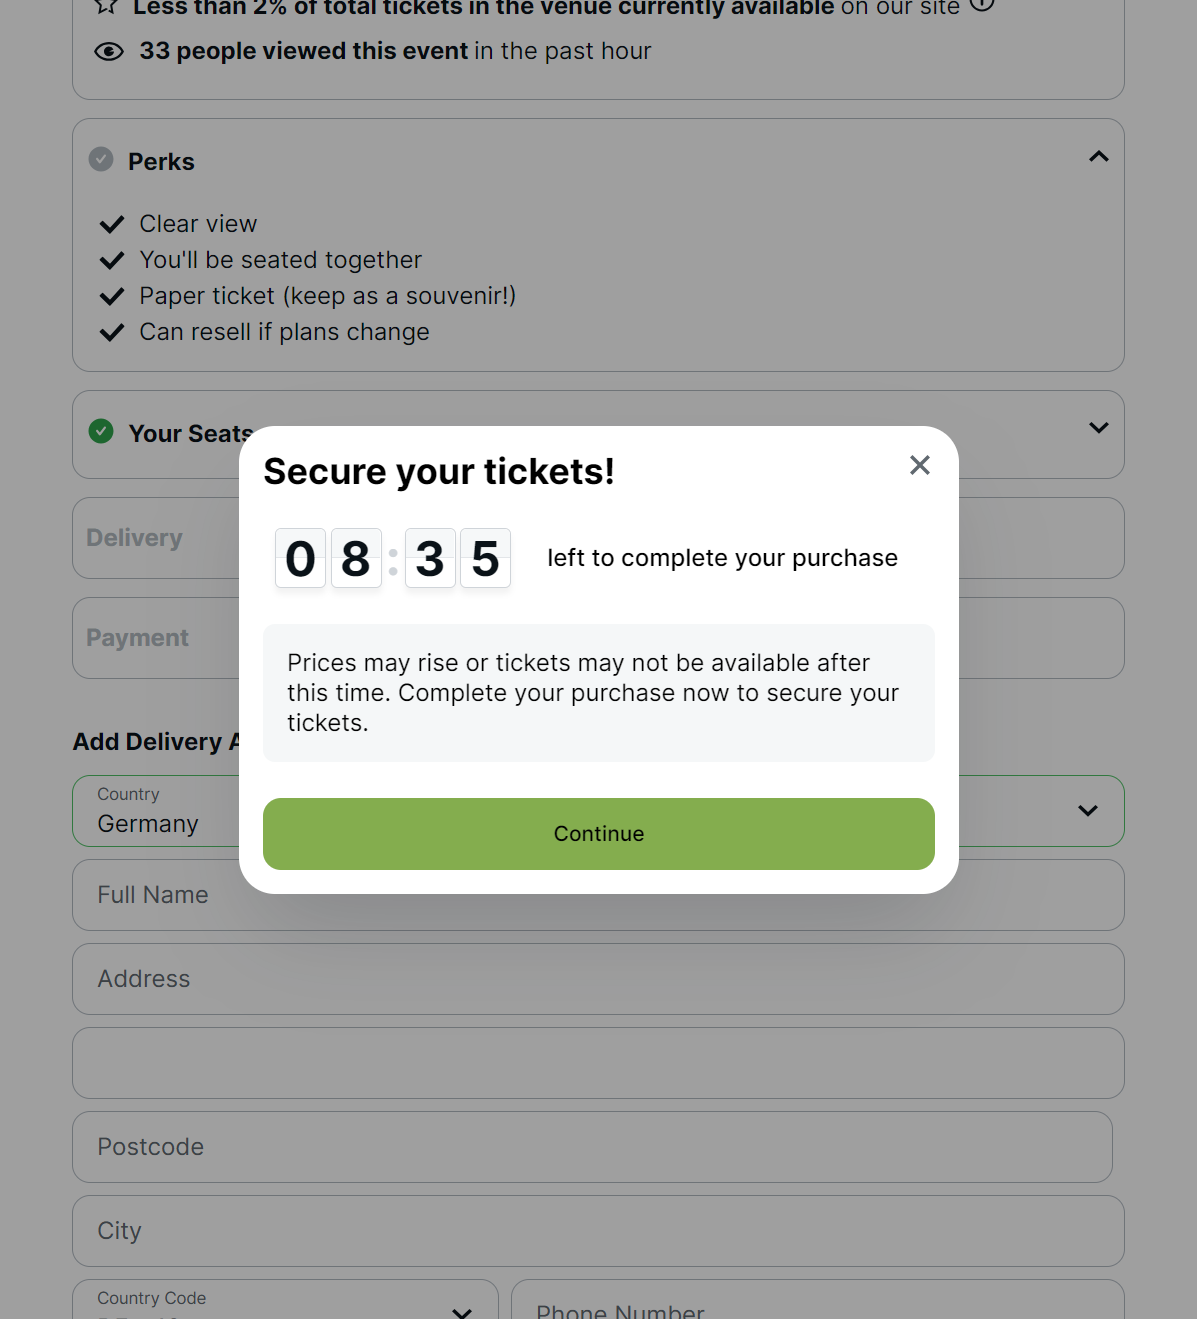 Less than 2% of total tickets in the venue currently available on our site
33 people viewed this event in the past hour
Perks
Clear view
You'll be seated together
Paper ticket (keep as a souvenir!)
Can resell if plans change
Your Seats
Secure your tickets!
08:35 left to complete your purchase
Delivery
Payment
Prices may rise or tickets may not be available after
this time. Complete your purchase now to secure your
tickets.
Add Delivery
Country
Germany
Continue
Full Name
Address
Postcode
City
Country Code
Phone Number